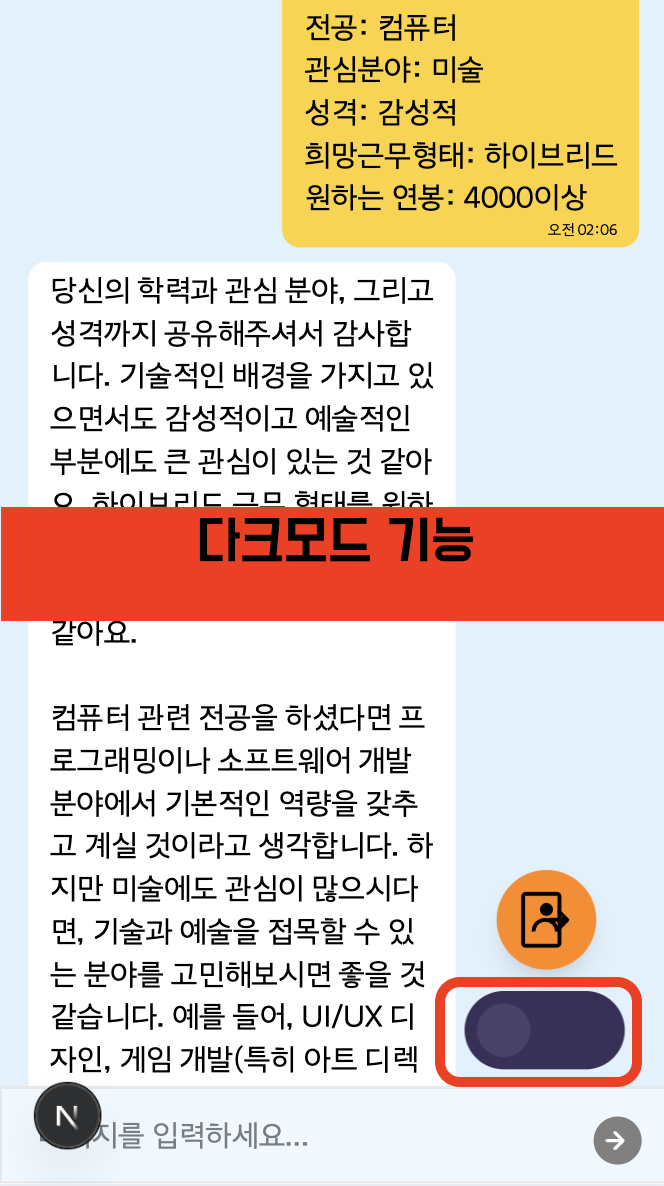 전공: 컴퓨터
관심분야: 미술
성격: 감성적
희망근무형태: 하이브리드
원하는 연봉: 4000이상
오전 02:06
당신의 학력과 관심 분야, 그리고
성격까지 공유해주셔서 감사합
니다. 기술적인 배경을 가지고 있
으면서도 감성적이고 예술적인
부분에도 큰 관심이 있는 것 같아
요. 하이브리드 근무 형태를 원하
다크모드 기능
같아요.
컴퓨터 관련 전공을 하셨다면 프
로그래밍이나 소프트웨어 개발
분야에서 기본적인 역량을 갖추
고 계실 것이라고 생각합니다. 하
지만 미술에도 관심이 많으시다
면, 기술과 예술을 접목할 수 있
는 분야를 고민해보시면 좋을 것
같습니다. 예를 들어, UI/UX 디
자인, 게임 개발(특히 아트 디렉
N
지를 입력하세요...